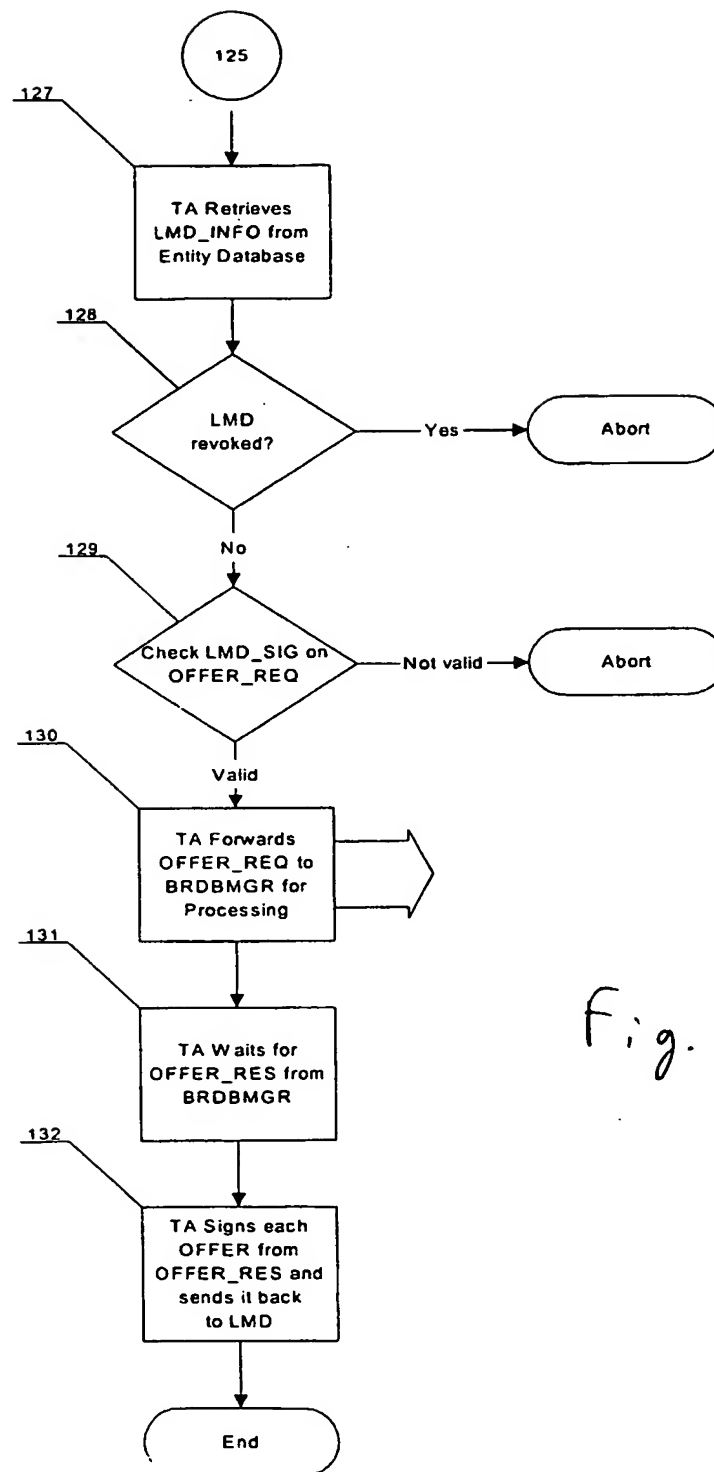 125
127
TA Retrieves
LMD_INFO from
Entity Database
128
LMD
revoked?
Yes
Abort
No
129
Check LMD_SIG on
OFFER_REQ
Not valid
Abort
Valid
130
TA Forwards
OFFER_REQ to
BRDBMGR for
Processing
131
TA Waits for
OFFER_RES from
BRDBMGR
Fig.
132
TA Signs each
OFFER from
OFFER_RES and
sends it back
to LMD
End